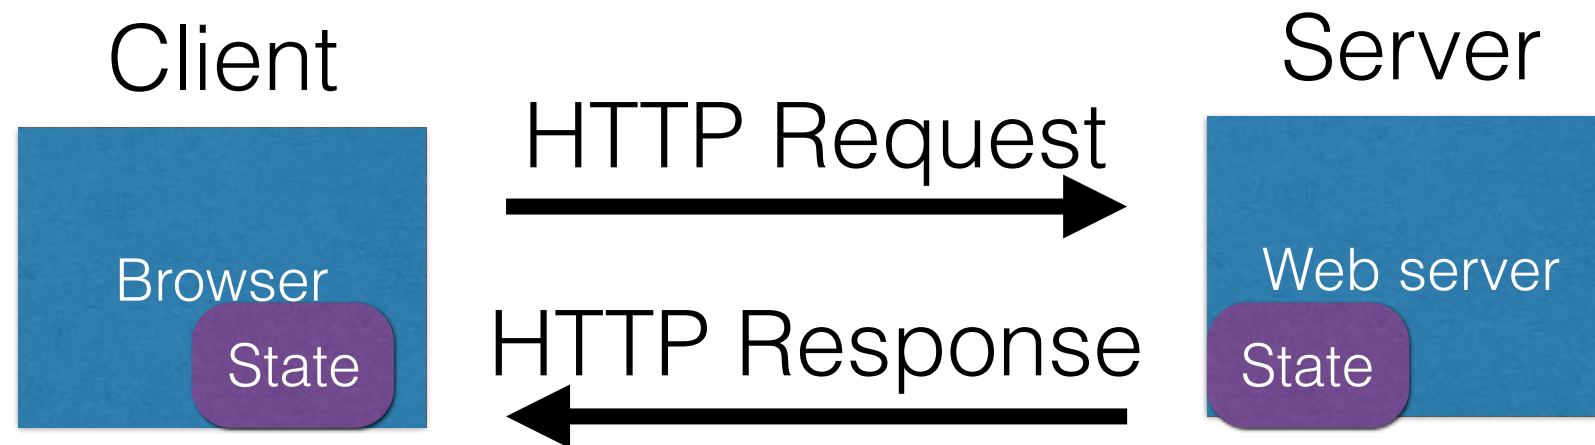 Client
Server
HTTP Request
Browser
Web server
HTTP Response
State
State